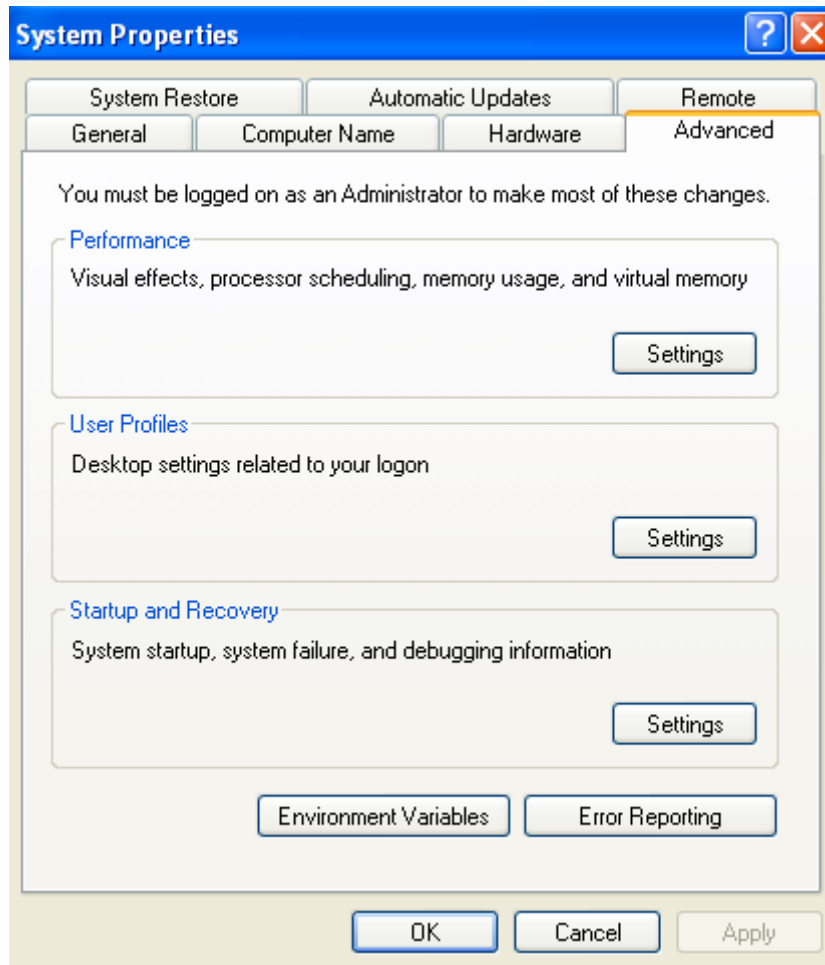 System Properties
System Restore Automatic Updates Remote
General Computer Name Hardware Advanced
You must be logged on as an Administrator to make most of these changes.
Performance
Visual effects, processor scheduling, memory usage, and virtual memory
Settings
User Profiles
Desktop settings related to your logon
Settings
Startup and Recovery
System startup, system failure, and debugging information
Settings
Environment Variables Error Reporting
OK Cancel Apply